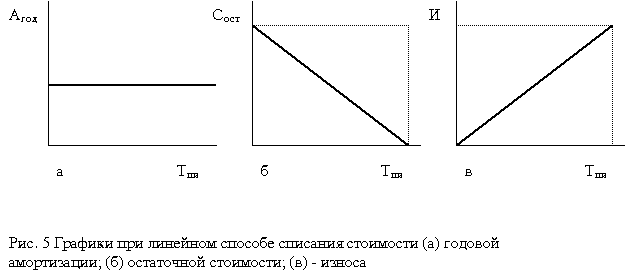 Агод Сост И
а Тпи б Тпи в Тпи
Рис. 5 Графики при линейном способе списания стоимости (а) годовой
амортизации; (б) остаточной стоимости; (в) - износа